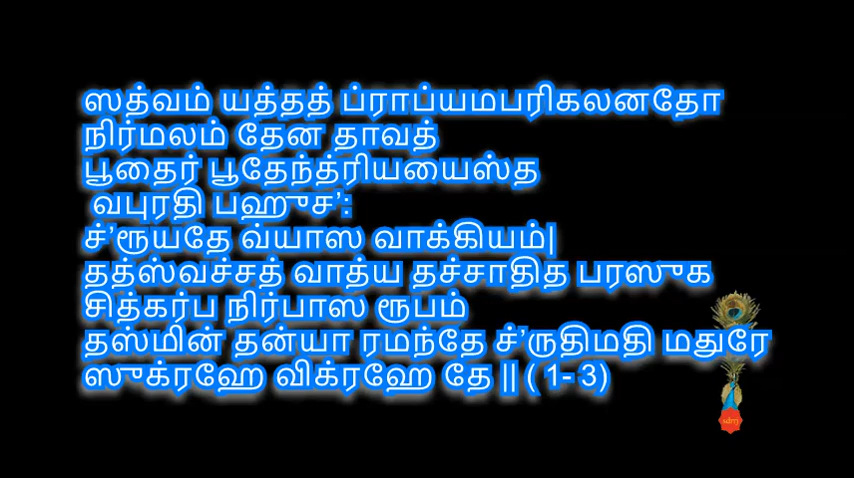 ஸத்வம் யத்தத் ப்ராப்யமபரிகலனதோ
நிர்மலம் தேன தாவத்
பூதைர் பூதேந்த்ரியயைஸ்த
வபுரதி பஹுச’:
ச்’ரூயதே வ்யாஸ வாக்கியம்|
தத்ஸ்வச்சத் வாத்ய தச்சாதித பரஸுக
சித்கர்ப நிர்பாஸ ரூபம்
தஸ்மின் தன்யா ரமந்தே ச்’ருதிமதி மதுரே
ஸுக்ரஹே விக்ரஹே தே || ( 1- 3)